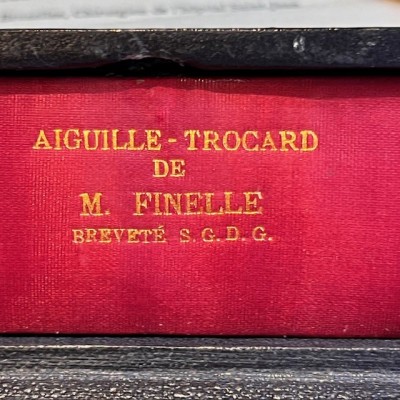 AIGUILLE-TROCARD
DE
M. FINELLE
BREVETÉ S.G.D.G.